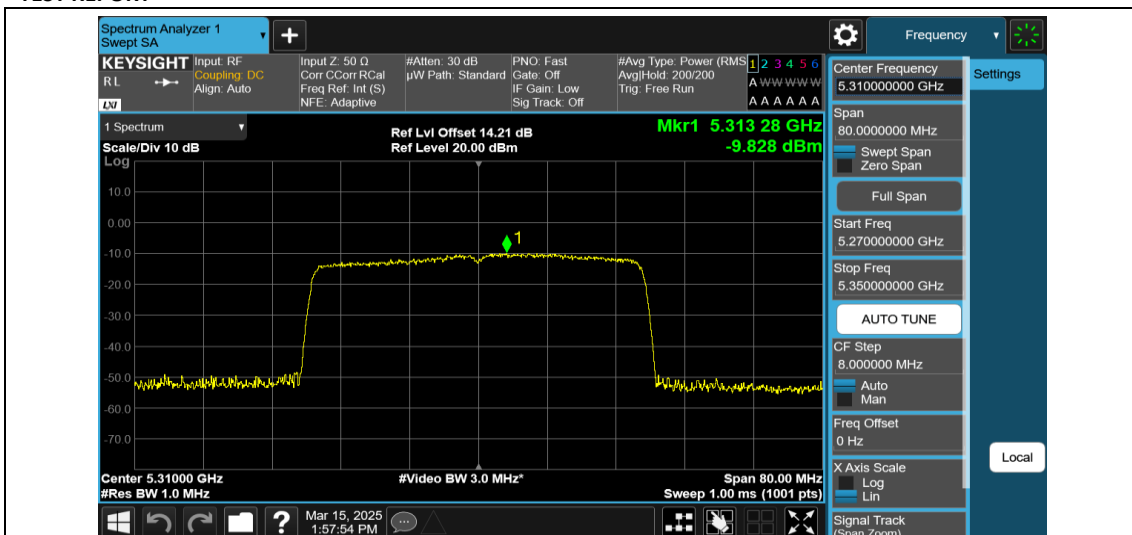 Spectrum Analyzer 1
Swept SA
Frequency
KEYSIGHT
R L
LXI
Input: RF
Coupling: DC
Align: Auto
Input Z: 50 Ω
Corr CCorr RCal
Freq Ref: Int (S)
NFE: Adaptive
#Atten: 30 dB
µW Path: Standard
PNO: Fast
Gate: Off
IF Gain: Low
Sig Track: Off
#Avg Type: Power (RMS
Avg|Hold: 200/200
Trig: Free Run
1 2 3 4 5 6
A W W W W W
A A A A A A
1 Spectrum
Scale/Div 10 dB
Log
Ref Lvl Offset 14.21 dB
Ref Level 20.00 dBm
Mkr1 5.313 28 GHz
-9.828 dBm
10.0
0.00
-10.0
-20.0
-30.0
-40.0
-50.0
-60.0
-70.0
1
Center 5.31000 GHz
#Res BW 1.0 MHz
#Video BW 3.0 MHz*
Span 80.00 MHz
Sweep 1.00 ms (1001 pts)
Center Frequency
5.310000000 GHz
Span
80.0000000 MHz
Swept Span
Zero Span
Full Span
Start Freq
5.270000000 GHz
Stop Freq
5.350000000 GHz
AUTO TUNE
CF Step
8.000000 MHz
Auto
Man
Freq Offset
0 Hz
X Axis Scale
Log
Lin
Signal Track
(Span Zoom)
Settings
Local
?
Mar 15, 2025
1:57:54 PM